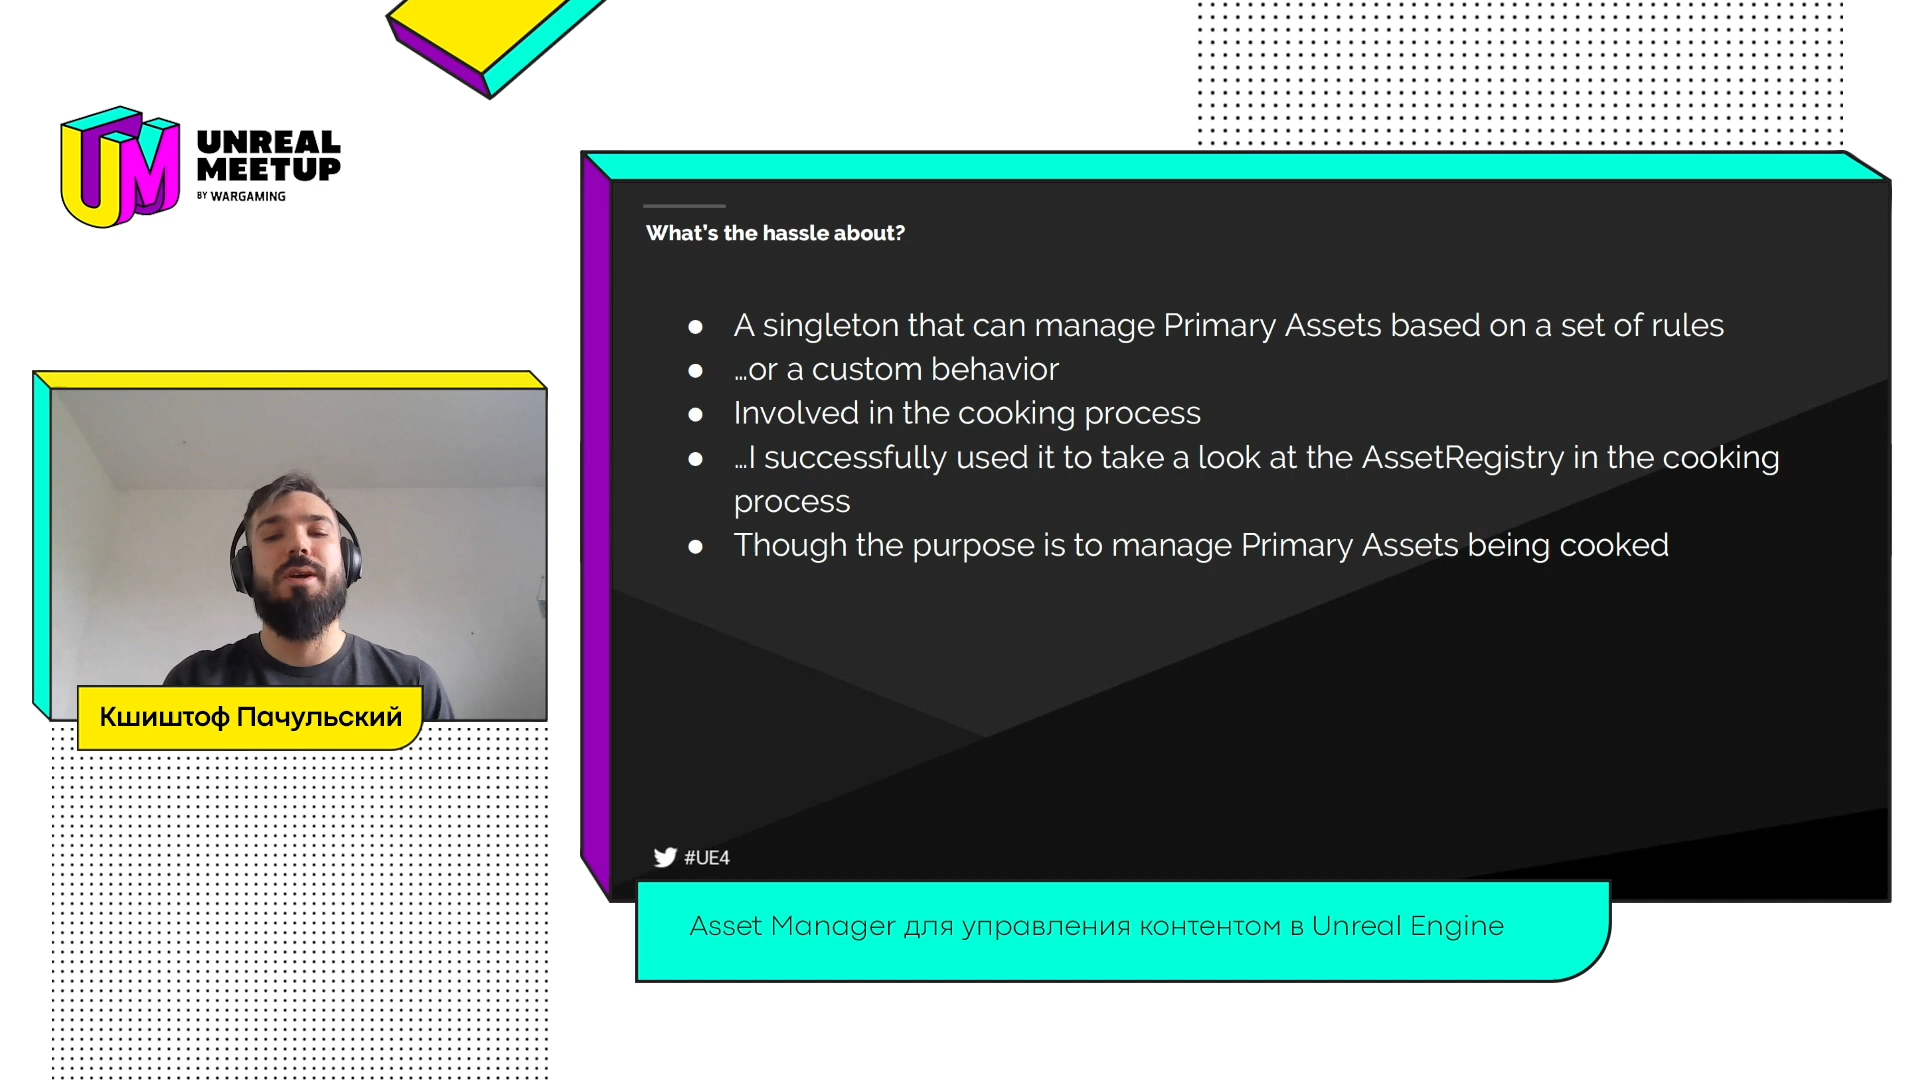 UM
UNREAL
MEETUP
BY WARGAMING
What's the hassle about?
● A singleton that can manage Primary Assets based on a set of rules
● …or a custom behavior
● Involved in the cooking process
● …I successfully used it to take a look at the AssetRegistry in the cooking
process
● Though the purpose is to manage Primary Assets being cooked
Кшиштоф Пачульский
#UE4
Asset Manager для управления контентом в Unreal Engine